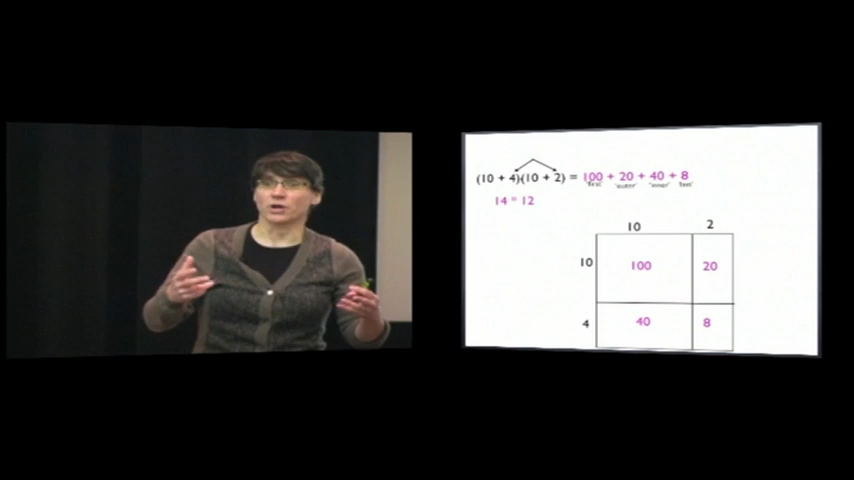 (10 + 4)(10 + 2) = 100 + 20 + 40 + 8
"first" "outer" "inner" "last"
14 * 12
10 2
10 100 20
4 40 8